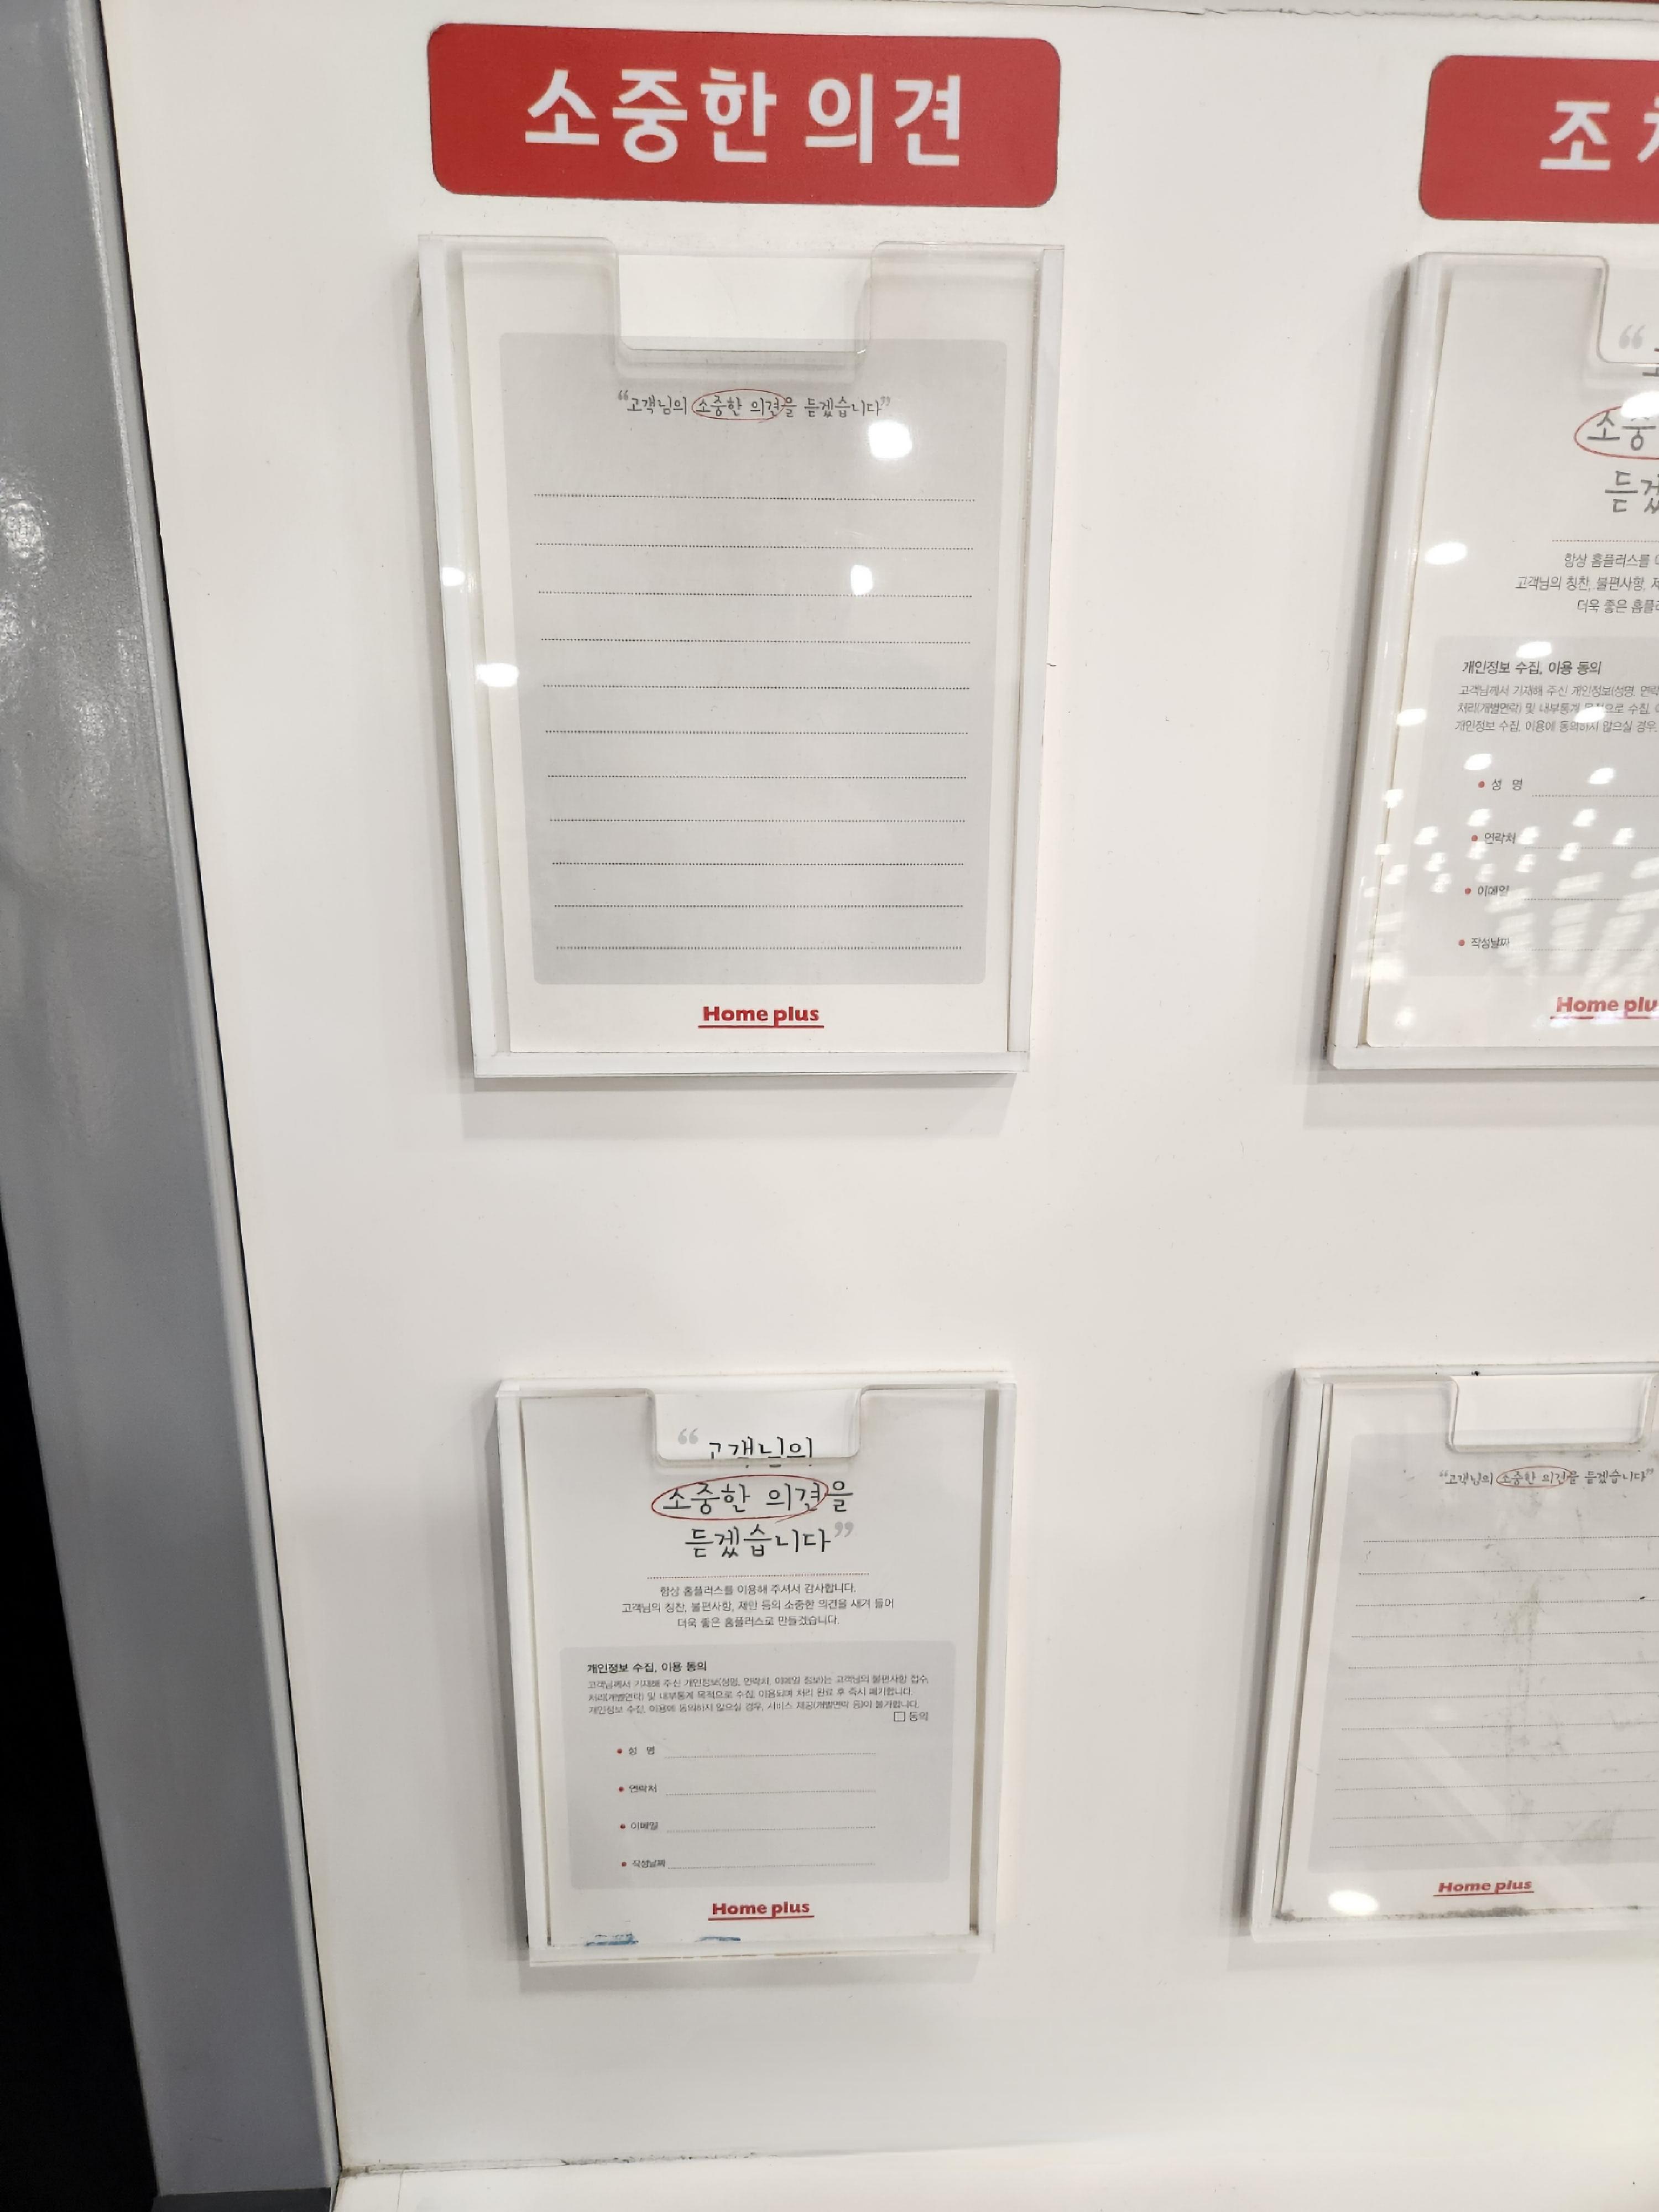 소중한 의견
조
“고객님의 소중한 의견을 듣겠습니다”
Home plus
“
소중
듣겠
항상 홈플러스를
고객님의 칭찬, 불편사항,
더욱 좋은 홈플
개인정보 수집, 이용 동의
고객님께서 기재해 주신 개인정보(성명, 연락
처리(개별연락) 및 내부통계 목적으로 수집,
개인정보 수집, 이용에 동의하지 않으실 경우,
• 성 명
• 연락처
• 이메일
• 작성날짜
Home plu
“고객님의
소중한 의견을
듣겠습니다”
항상 홈플러스를 이용해 주셔서 감사합니다.
고객님의 칭찬, 불편사항, 제안 등의 소중한 의견을 새겨 들어
더욱 좋은 홈플러스로 만들겠습니다.
개인정보 수집, 이용 동의
고객님께서 기재해 주신 개인정보(성명, 연락처, 이메일 정보)는 고객님의 불편사항 접수,
처리(개별연락) 및 내부통계 목적으로 수집, 이용되며 처리 완료 후 즉시 폐기합니다.
개인정보 수집, 이용에 동의하지 않으실 경우, 서비스 제공(개별연락 등)이 불가합니다.
□ 동의
• 성 명
• 연락처
• 이메일
• 작성날짜
Home plus
“고객님의 소중한 의견을 듣겠습니다”
Home plus